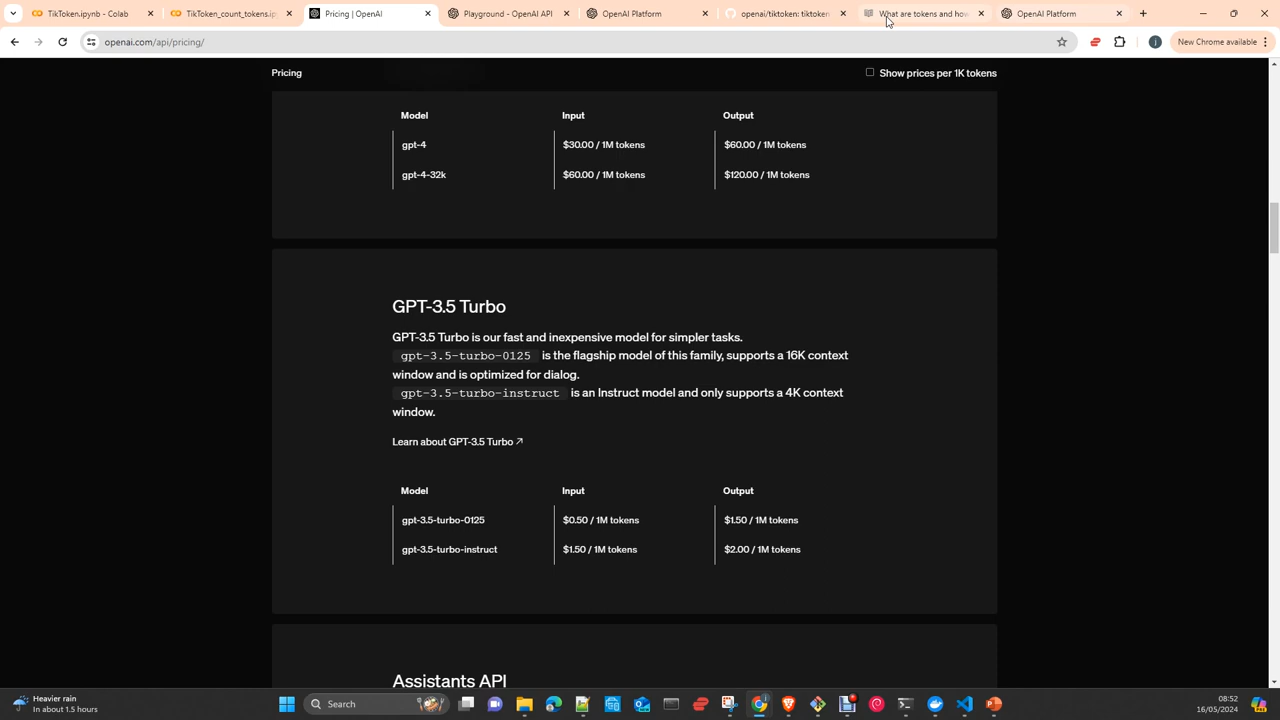 TikToken.ipynb - Colab
TikToken_count_tokens.ipy
Pricing | OpenAI
Playground - OpenAI API
OpenAI Platform
openai/tiktoken: tiktoken
What are tokens and how
OpenAI Platform
openai.com/api/pricing/
New Chrome available
Pricing
Show prices per 1K tokens
Model Input Output
gpt-4 $30.00 / 1M tokens $60.00 / 1M tokens
gpt-4-32k $60.00 / 1M tokens $120.00 / 1M tokens
GPT-3.5 Turbo
GPT-3.5 Turbo is our fast and inexpensive model for simpler tasks.
gpt-3.5-turbo-0125 is the flagship model of this family, supports a 16K context
window and is optimized for dialog.
gpt-3.5-turbo-instruct is an Instruct model and only supports a 4K context
window.
Learn about GPT-3.5 Turbo ↗
Model Input Output
gpt-3.5-turbo-0125 $0.50 / 1M tokens $1.50 / 1M tokens
gpt-3.5-turbo-instruct $1.50 / 1M tokens $2.00 / 1M tokens
Assistants API
Heavier rain
In about 1.5 hours
Search
08:52
16/05/2024